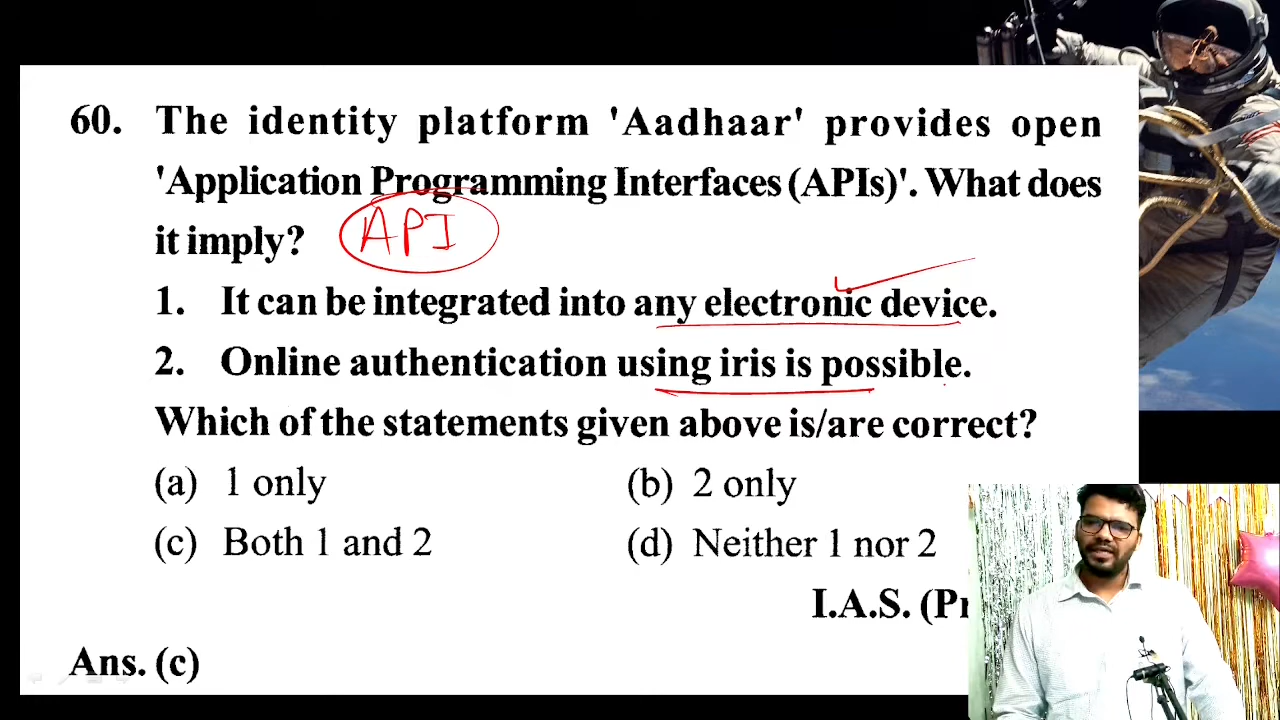 60. The identity platform 'Aadhaar' provides open
'Application Programming Interfaces (APIs)'. What does
it imply?
API
1. It can be integrated into any electronic device.
2. Online authentication using iris is possible.
Which of the statements given above is/are correct?
(a) 1 only (b) 2 only
(c) Both 1 and 2 (d) Neither 1 nor 2
I.A.S.
Ans. (c)